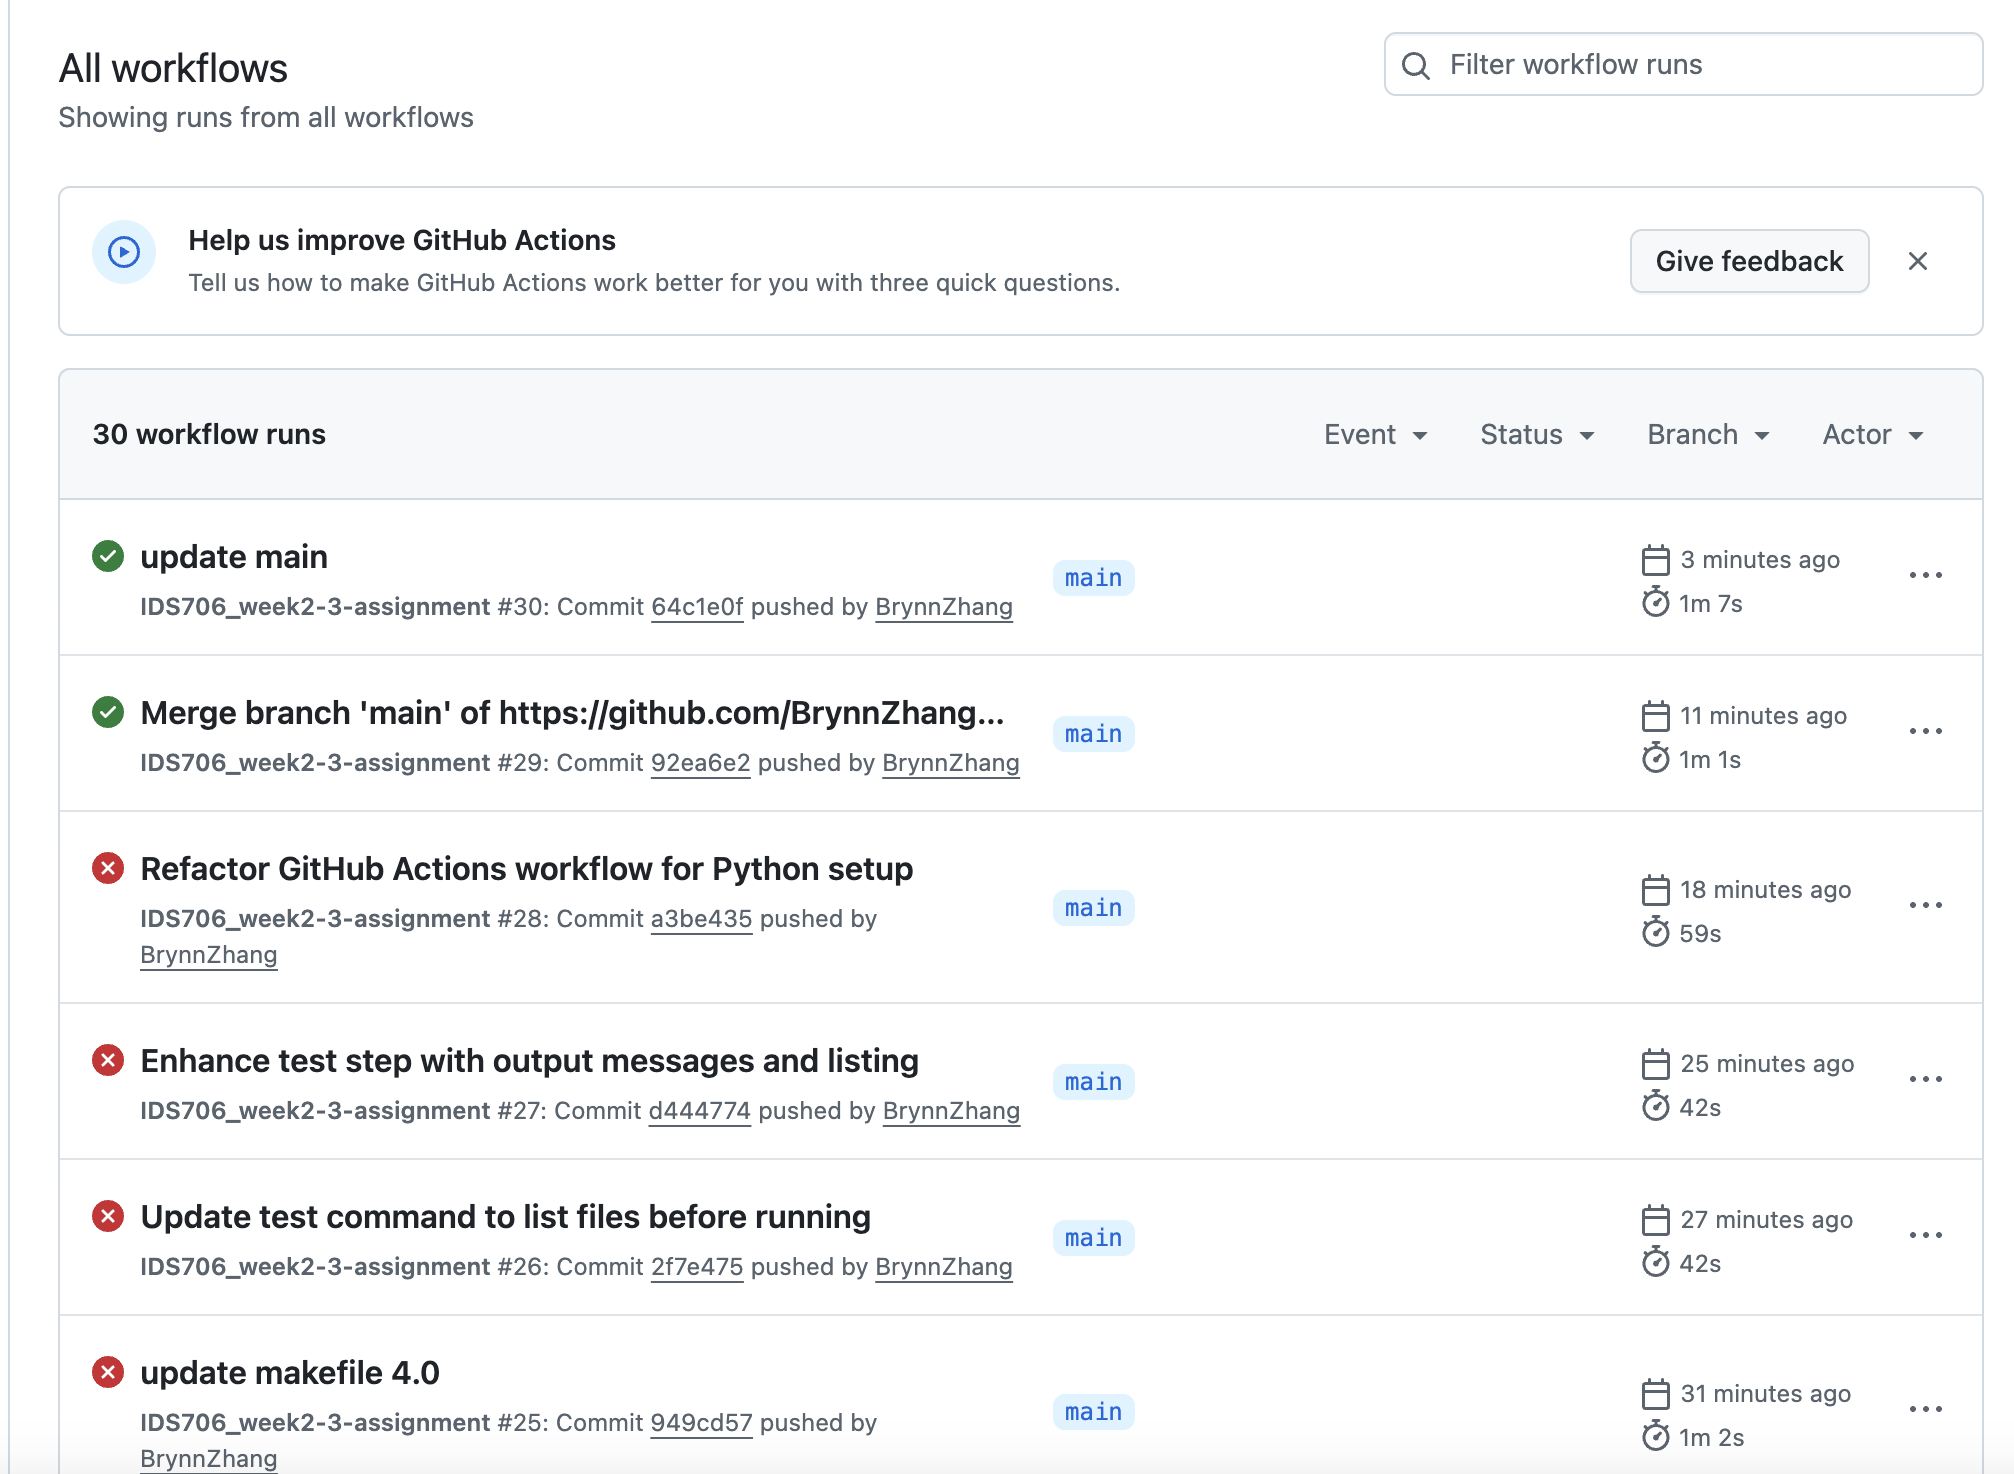 All workflows
Filter workflow runs
Showing runs from all workflows
Help us improve GitHub Actions
Tell us how to make GitHub Actions work better for you with three quick questions.
Give feedback
30 workflow runs
Event
Status
Branch
Actor
update main
IDS706_week2-3-assignment #30: Commit 64c1e0f pushed by BrynnZhang
main
3 minutes ago
1m 7s
Merge branch 'main' of https://github.com/BrynnZhang...
IDS706_week2-3-assignment #29: Commit 92ea6e2 pushed by BrynnZhang
main
11 minutes ago
1m 1s
Refactor GitHub Actions workflow for Python setup
IDS706_week2-3-assignment #28: Commit a3be435 pushed by
BrynnZhang
main
18 minutes ago
59s
Enhance test step with output messages and listing
IDS706_week2-3-assignment #27: Commit d444774 pushed by BrynnZhang
main
25 minutes ago
42s
Update test command to list files before running
IDS706_week2-3-assignment #26: Commit 2f7e475 pushed by BrynnZhang
main
27 minutes ago
42s
update makefile 4.0
IDS706_week2-3-assignment #25: Commit 949cd57 pushed by
BrynnZhang
main
31 minutes ago
1m 2s